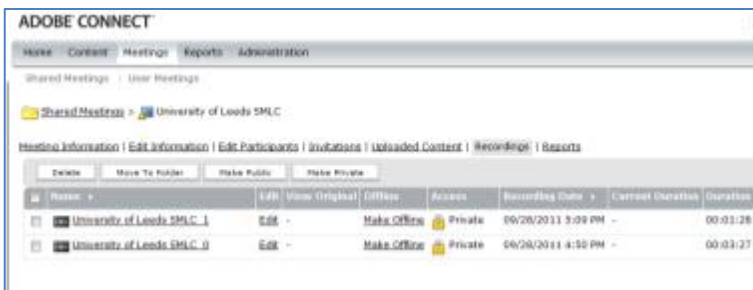 ADOBE CONNECT
Home Content Meetings Reports Administration
Shared Meetings | User Meetings
Shared Meetings > University of Leeds SMLC
Meeting Information | Edit Information | Edit Participants | Invitations | Uploaded Content | Recordings | Reports
Delete Move To Folder Make Public Make Private
Name Edit View Original Offline Access Recording Date Current Duration Duration
University of Leeds SMLC_1 Edit - Make Offline Private 09/28/2011 5:09 PM - 00:01:28
University of Leeds SMLC_0 Edit - Make Offline Private 09/28/2011 4:50 PM - 00:03:27